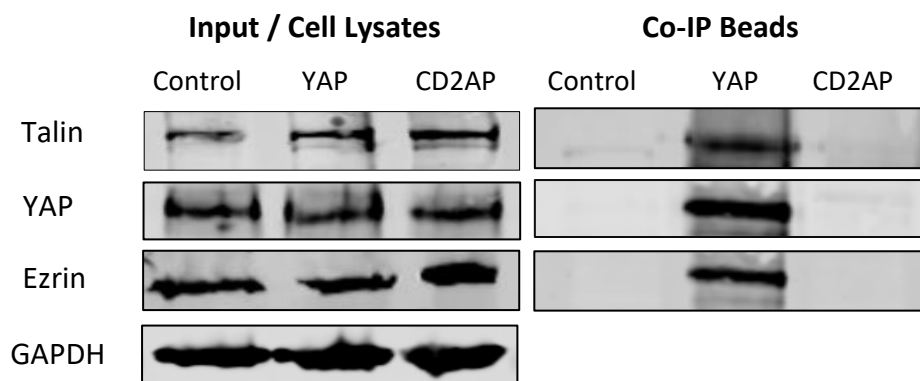 Input / Cell Lysates Co-IP Beads
Control YAP CD2AP Control YAP CD2AP
Talin
YAP
Ezrin
GAPDH